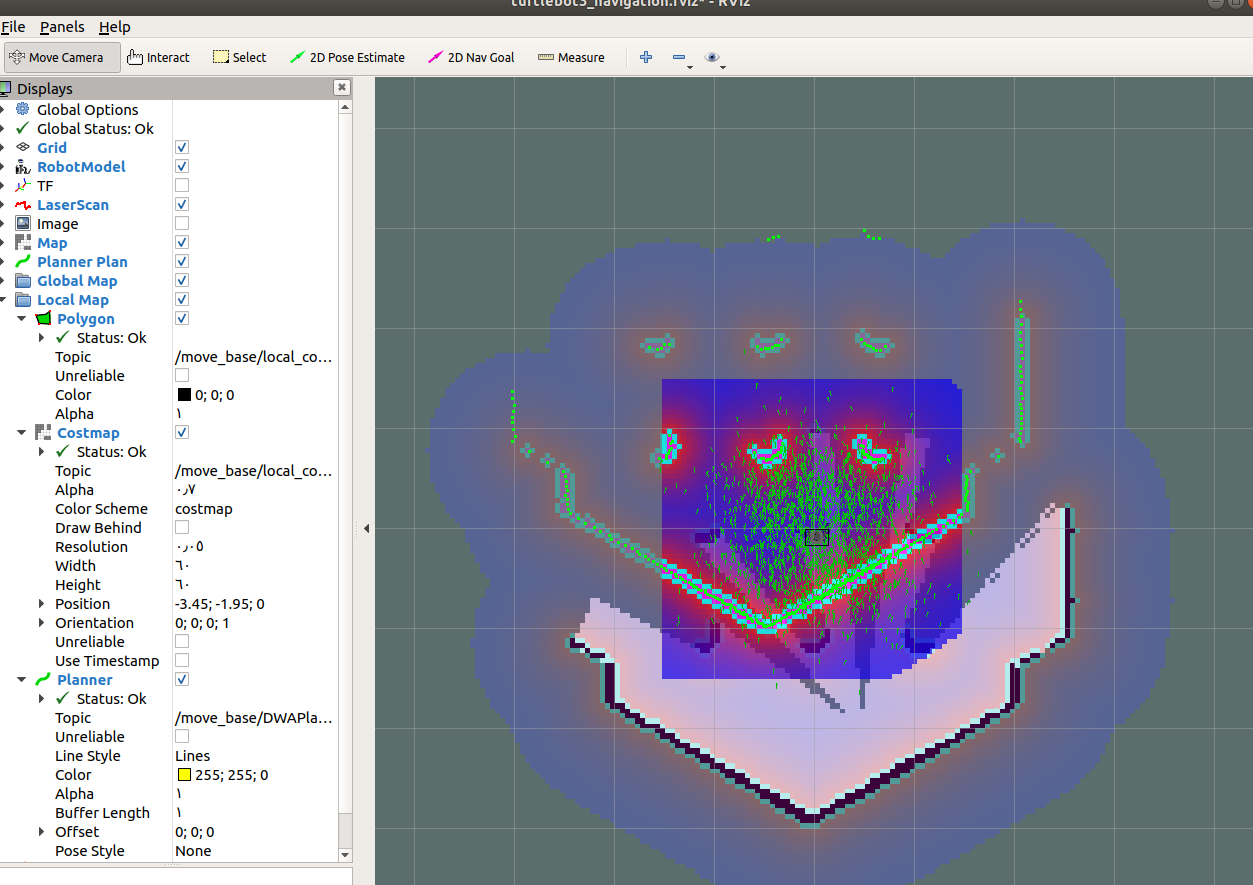 turtlebot3_navigation.rviz* - RViz
File Panels Help
Move Camera Interact Select 2D Pose Estimate 2D Nav Goal Measure
Displays
Global Options
Global Status: Ok
Grid
RobotModel
TF
LaserScan
Image
Map
Planner Plan
Global Map
Local Map
Polygon
Status: Ok
Topic /move_base/local_co...
Unreliable
Color 0; 0; 0
Alpha ١
Costmap
Status: Ok
Topic /move_base/local_co...
Alpha ٠٫٧
Color Scheme costmap
Draw Behind
Resolution ٠٫٠٥
Width ٦٠
Height ٦٠
Position -3.45; -1.95; 0
Orientation 0; 0; 0; 1
Unreliable
Use Timestamp
Planner
Status: Ok
Topic /move_base/DWAPla...
Unreliable
Line Style Lines
Color 255; 255; 0
Alpha ١
Buffer Length ١
Offset 0; 0; 0
Pose Style None